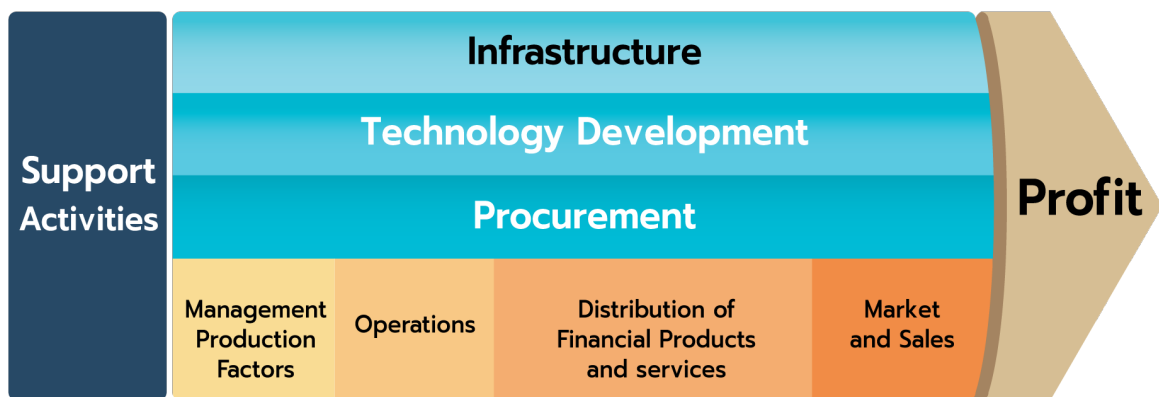 Support
Activities
Infrastructure
Technology Development
Procurement
Management
Production
Factors
Operations
Distribution of
Financial Products
and services
Market
and Sales
Profit